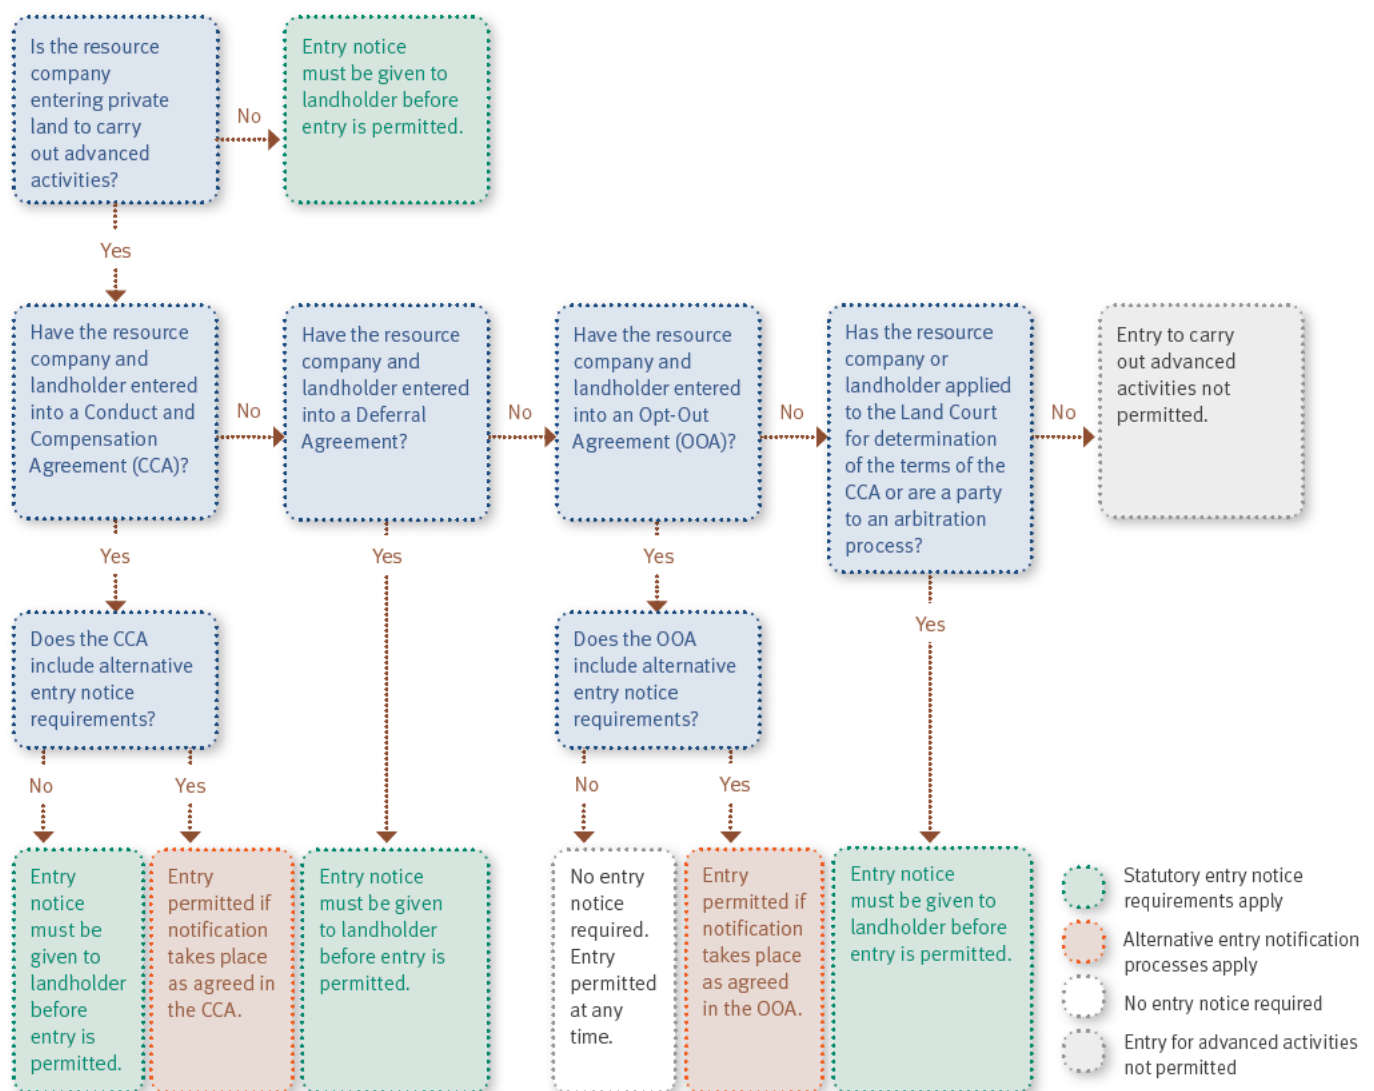 Is the resource
company
entering private
land to carry
out advanced
activities?
No
Entry notice
must be given to
landholder before
entry is permitted.
Yes
Have the resource
company and
landholder entered
into a Conduct and
Compensation
Agreement (CCA)?
No
Have the resource
company and
landholder entered
into a Deferral
Agreement?
No
Have the resource
company and
landholder entered
into an Opt-Out
Agreement (OOA)?
No
Has the resource
company or
landholder applied
to the Land Court
for determination
of the terms of the
CCA or are a party
to an arbitration
process?
No
Entry to carry
out advanced
activities not
permitted.
Yes
Yes
Yes
Yes
Does the CCA
include alternative
entry notice
requirements?
Does the OOA
include alternative
entry notice
requirements?
No
Yes
No
Yes
Entry
notice
must be
given to
landholder
before
entry is
permitted.
Entry
permitted if
notification
takes place
as agreed in
the CCA.
Entry notice
must be given
to landholder
before entry is
permitted.
No entry
notice
required.
Entry
permitted
at any
time.
Entry
permitted if
notification
takes place
as agreed
in the OOA.
Entry notice
must be given to
landholder before
entry is permitted.
Statutory entry notice
requirements apply
Alternative entry notification
processes apply
No entry notice required
Entry for advanced activities
not permitted